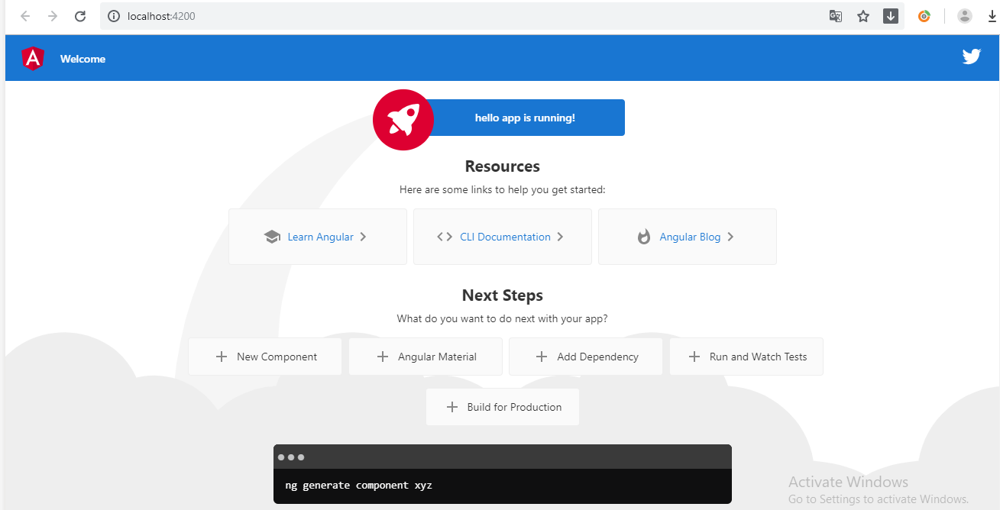 localhost:4200
Welcome
hello app is running!
Resources
Here are some links to help you get started:
Learn Angular
CLI Documentation
Angular Blog
Next Steps
What do you want to do next with your app?
New Component
Angular Material
Add Dependency
Run and Watch Tests
Build for Production
ng generate component xyz
Activate Windows
Go to Settings to activate Windows.